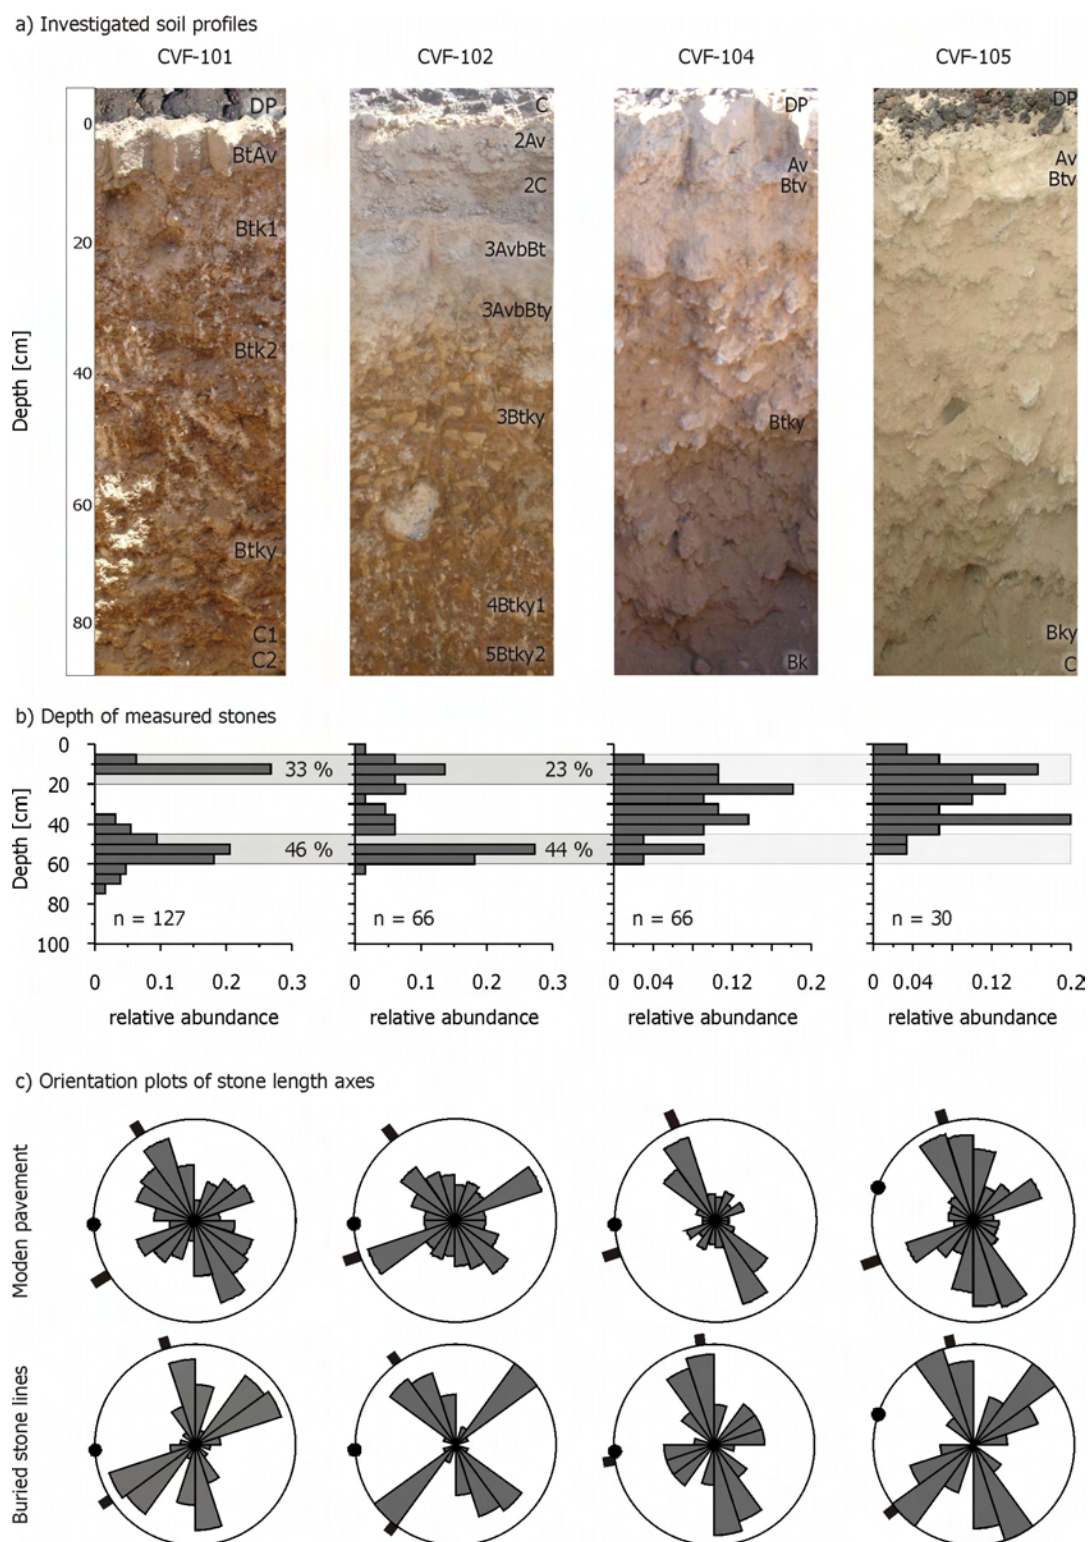 a) Investigated soil profiles
CVF-101 CVF-102 CVF-104 CVF-105
Depth [cm]
0
20
40
60
80
DP
BtAv
Btk1
Btk2
Btky
C1
C2
C
2Av
2C
3AvbBt
3AvbBty
3Btky
4Btky1
5Btky2
DP
Av
Btv
Btky
Bk
DP
Av
Btv
Bky
C
b) Depth of measured stones
Depth [cm]
0
20
40
60
80
100
33 %
46 %
n = 127
23 %
44 %
n = 66
n = 66
n = 30
0 0.1 0.2 0.3 0 0.1 0.2 0.3 0 0.04 0.12 0.2 0 0.04 0.12 0.2
relative abundance relative abundance relative abundance relative abundance
c) Orientation plots of stone length axes
Moden pavement
Buried stone lines